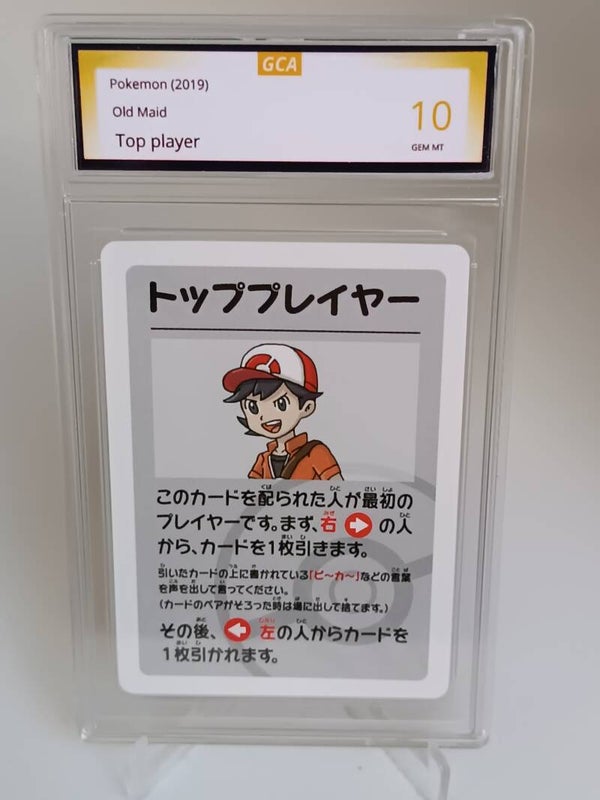 GCA
Pokemon (2019)
Old Maid
Top player
10
GEM MT
トッププレイヤー
このカードを配られた人が最初の
プレイヤーです。まず、右の人
から、カードを1枚引きます。
引いたカードの上に書かれている「ピ〜カ〜」などの言葉
を声を出して言ってください。
(カードのペアがそろった時は場に出して捨てます。)
その後、左の人からカードを
1枚引かれます。